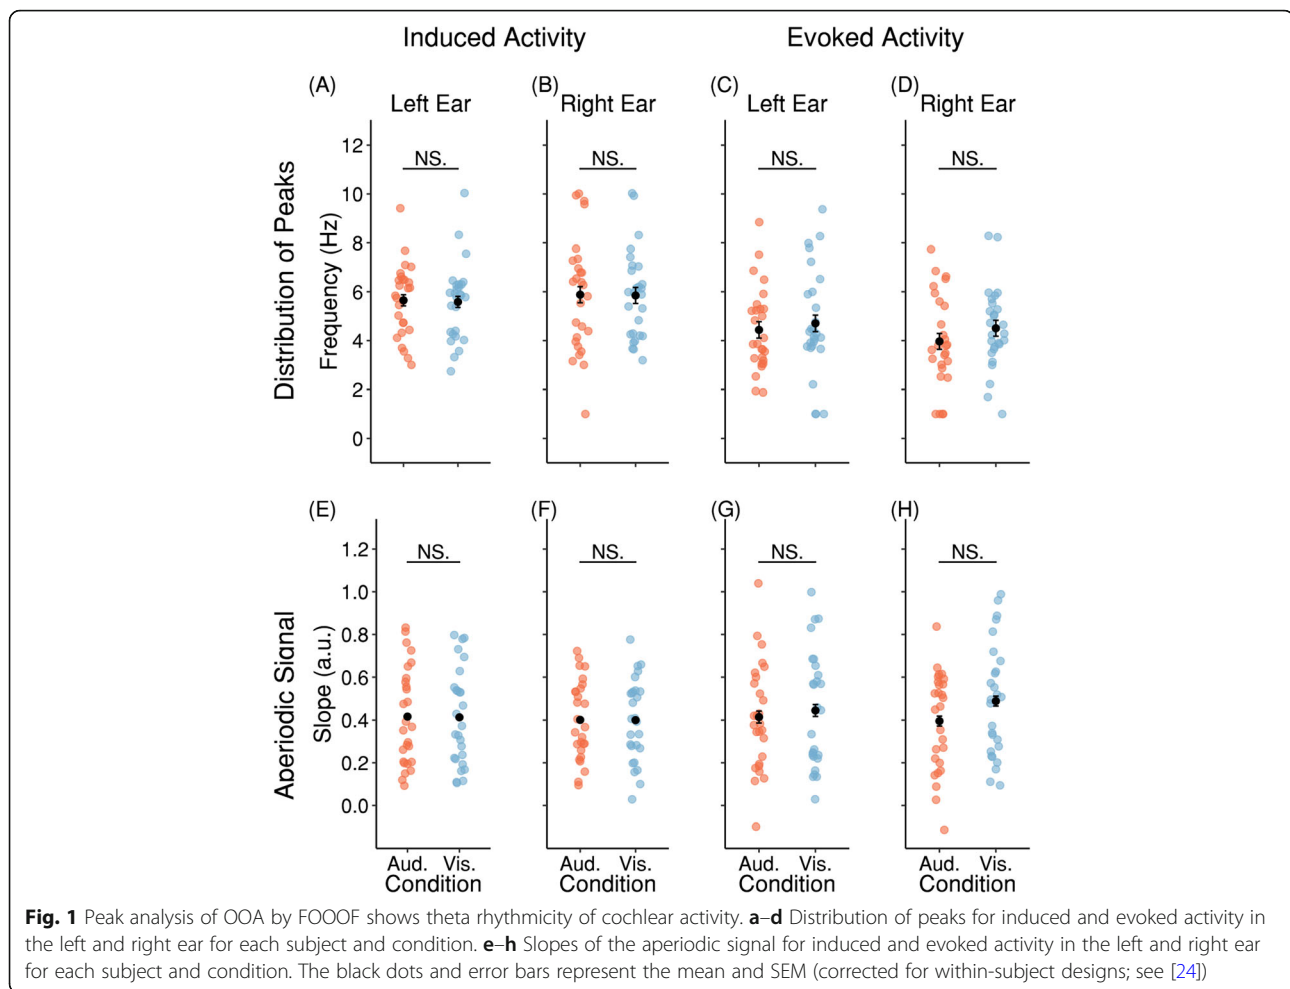 Induced Activity Evoked Activity
(A) (B) (C) (D)
Left Ear Right Ear Left Ear Right Ear
Distribution of Peaks
Frequency (Hz)
12
10
8
6
4
2
0
NS. NS. NS. NS.
(E) (F) (G) (H)
Aperiodic Signal
Slope (a.u.)
1.2
1.0
0.8
0.6
0.4
0.2
0.0
NS. NS. NS. NS.
Aud. Vis. Aud. Vis. Aud. Vis. Aud. Vis.
Condition Condition Condition Condition
Fig. 1 Peak analysis of OOA by FOOOF shows theta rhythmicity of cochlear activity. a–d Distribution of peaks for induced and evoked activity in
the left and right ear for each subject and condition. e–h Slopes of the aperiodic signal for induced and evoked activity in the left and right ear
for each subject and condition. The black dots and error bars represent the mean and SEM (corrected for within-subject designs; see [24])